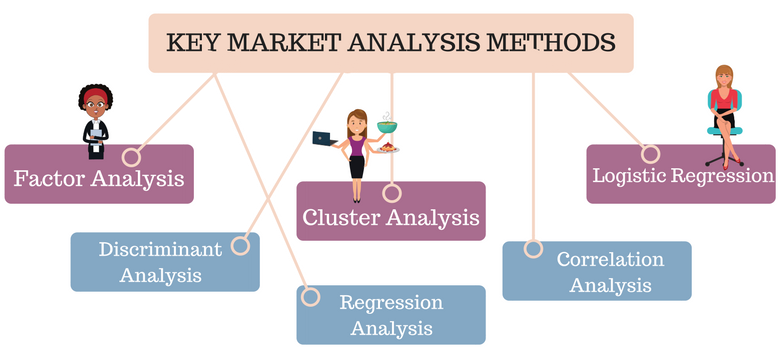 KEY MARKET ANALYSIS METHODS
Factor Analysis
Logistic Regression
Cluster Analysis
Discriminant
Analysis
Correlation
Analysis
Regression
Analysis